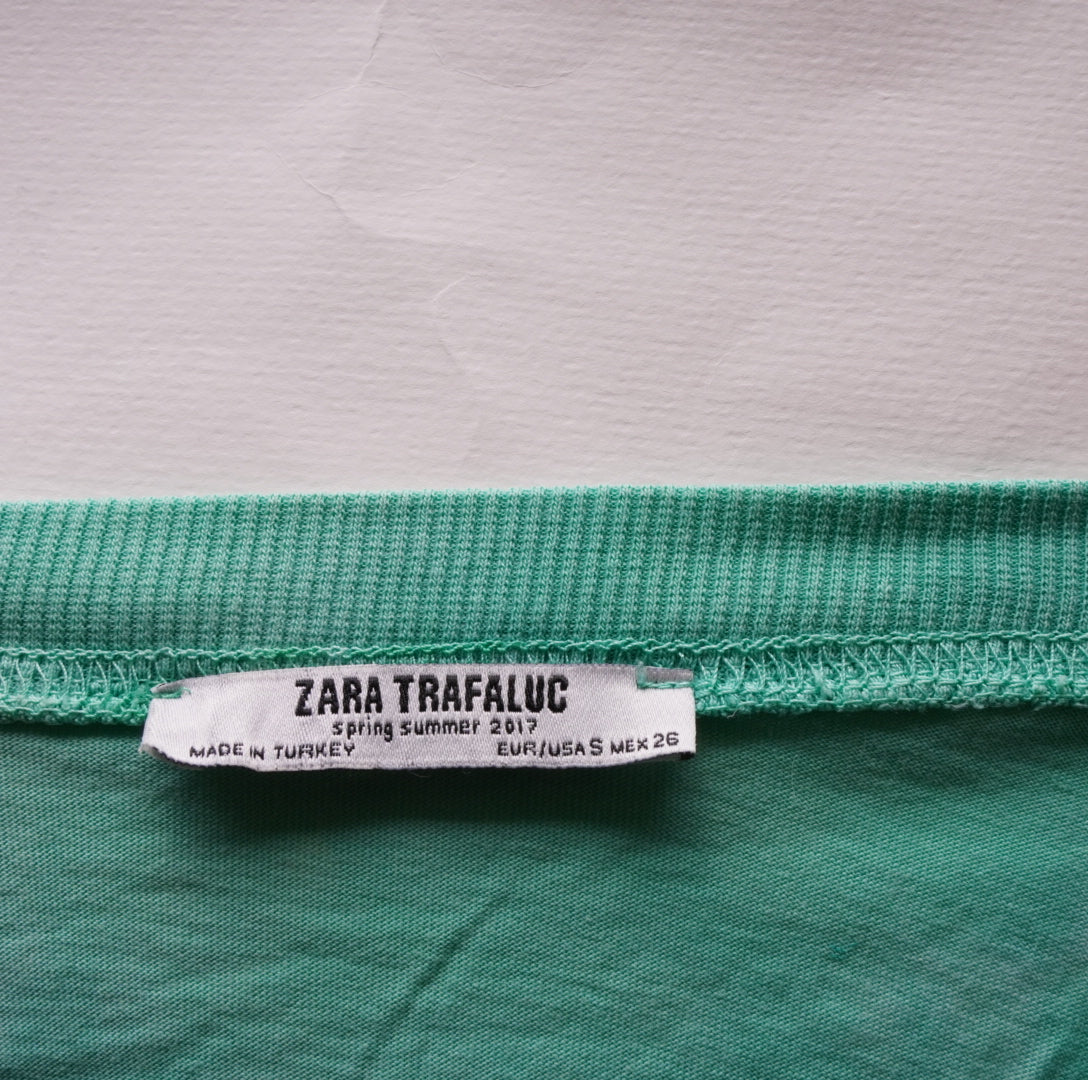 ZARA TRAFALUC
spring summer 2017
MADE IN TURKEY EUR/USA S MEX 26